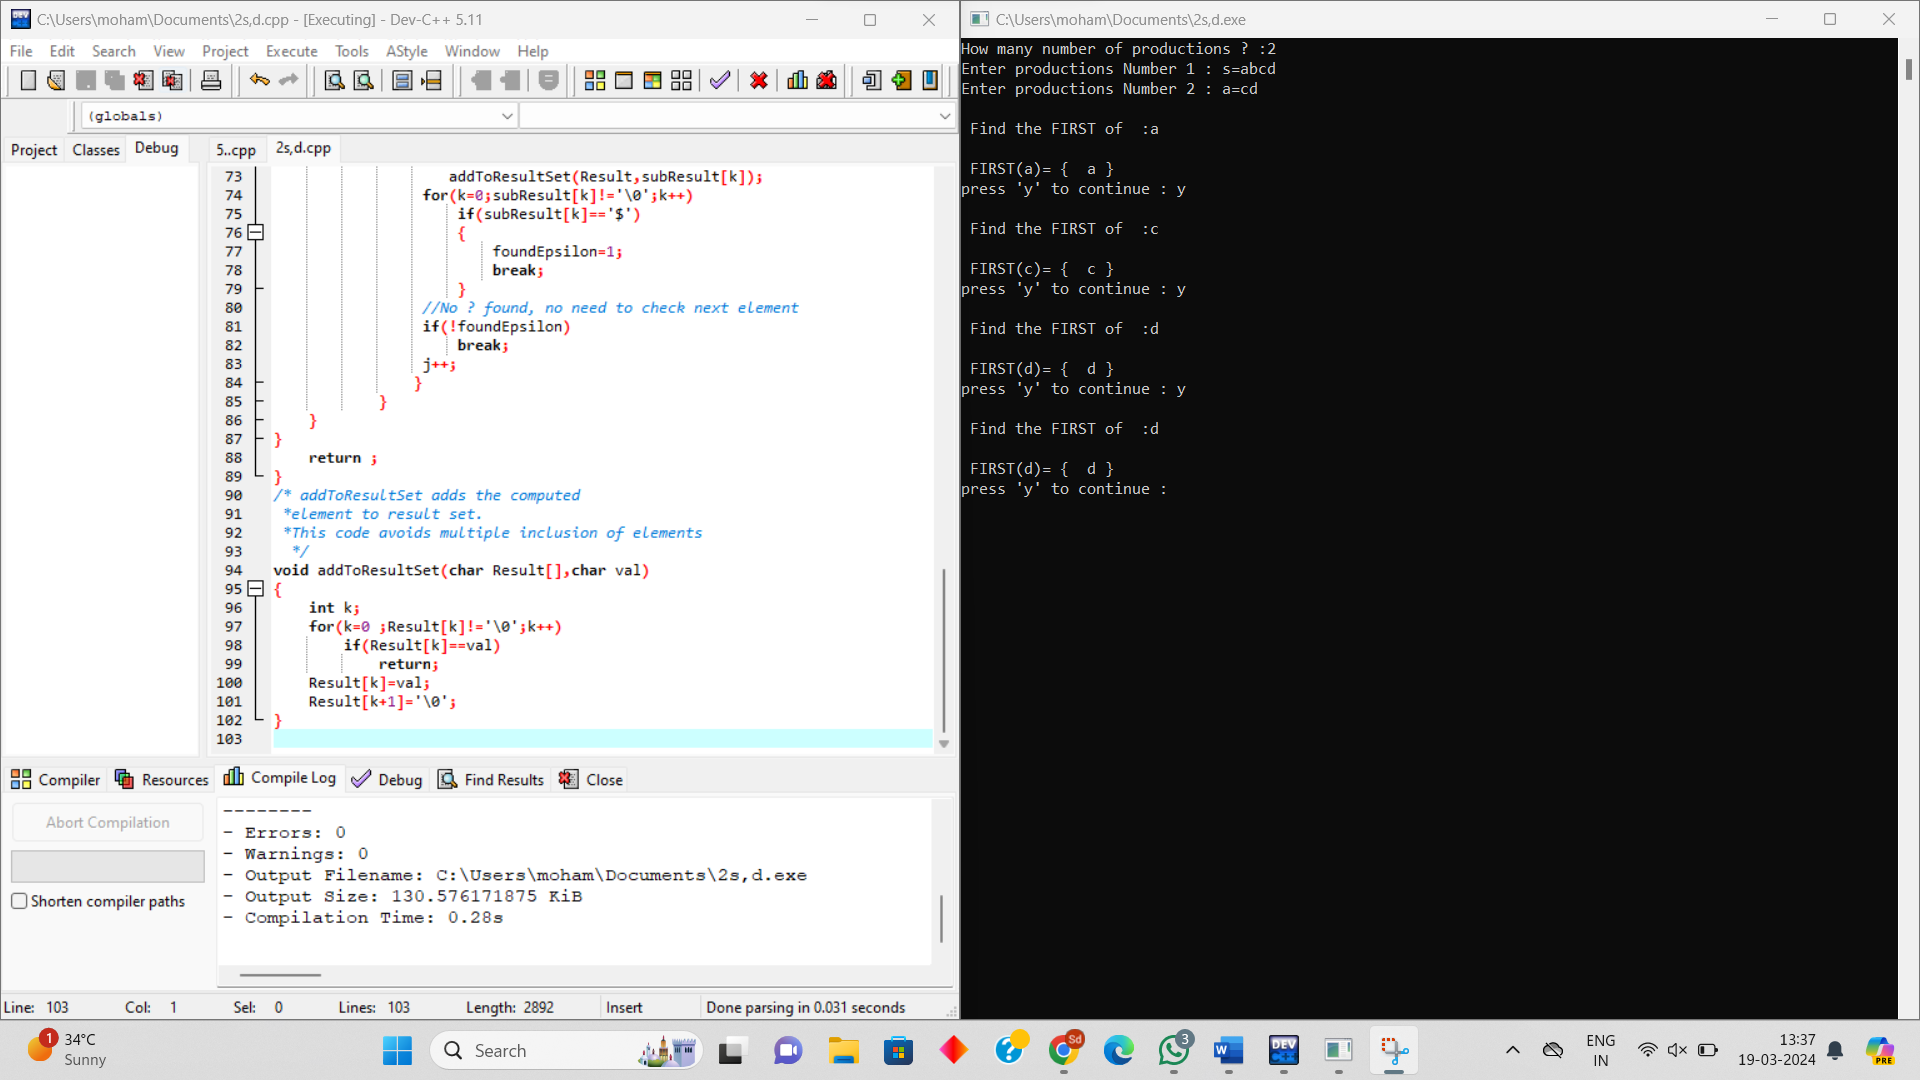 C:\Users\moham\Documents\2s,d.cpp - [Executing] - Dev-C++ 5.11
File Edit Search View Project Execute Tools AStyle Window Help
(globals)
Project Classes Debug
5..cpp 2s,d.cpp
73 addToResultSet(Result,subResult[k]);
74 for(k=0;subResult[k]!='\0';k++)
75 if(subResult[k]=='$')
76 {
77 foundEpsilon=1;
78 break;
79 }
80 //No ? found, no need to check next element
81 if(!foundEpsilon)
82 break;
83 j++;
84 }
85 }
86 }
87 }
88 return ;
89 }
90 /* addToResultSet adds the computed
91 *element to result set.
92 *This code avoids multiple inclusion of elements
93 */
94 void addToResultSet(char Result[],char val)
95 {
96 int k;
97 for(k=0 ;Result[k]!='\0';k++)
98 if(Result[k]==val)
99 return;
100 Result[k]=val;
101 Result[k+1]='\0';
102 }
103
Compiler Resources Compile Log Debug Find Results Close
Abort Compilation
Shorten compiler paths
--------
- Errors: 0
- Warnings: 0
- Output Filename: C:\Users\moham\Documents\2s,d.exe
- Output Size: 130.576171875 KiB
- Compilation Time: 0.28s
Line: 103 Col: 1 Sel: 0 Lines: 103 Length: 2892 Insert Done parsing in 0.031 seconds
C:\Users\moham\Documents\2s,d.exe
How many number of productions ? :2
Enter productions Number 1 : s=abcd
Enter productions Number 2 : a=cd
Find the FIRST of :a
FIRST(a)= { a }
press 'y' to continue : y
Find the FIRST of :c
FIRST(c)= { c }
press 'y' to continue : y
Find the FIRST of :d
FIRST(d)= { d }
press 'y' to continue : y
Find the FIRST of :d
FIRST(d)= { d }
press 'y' to continue :
1
34°C
Sunny
Search
Sd
3
W
DEV
C++
ENG
IN
13:37
19-03-2024
PRE